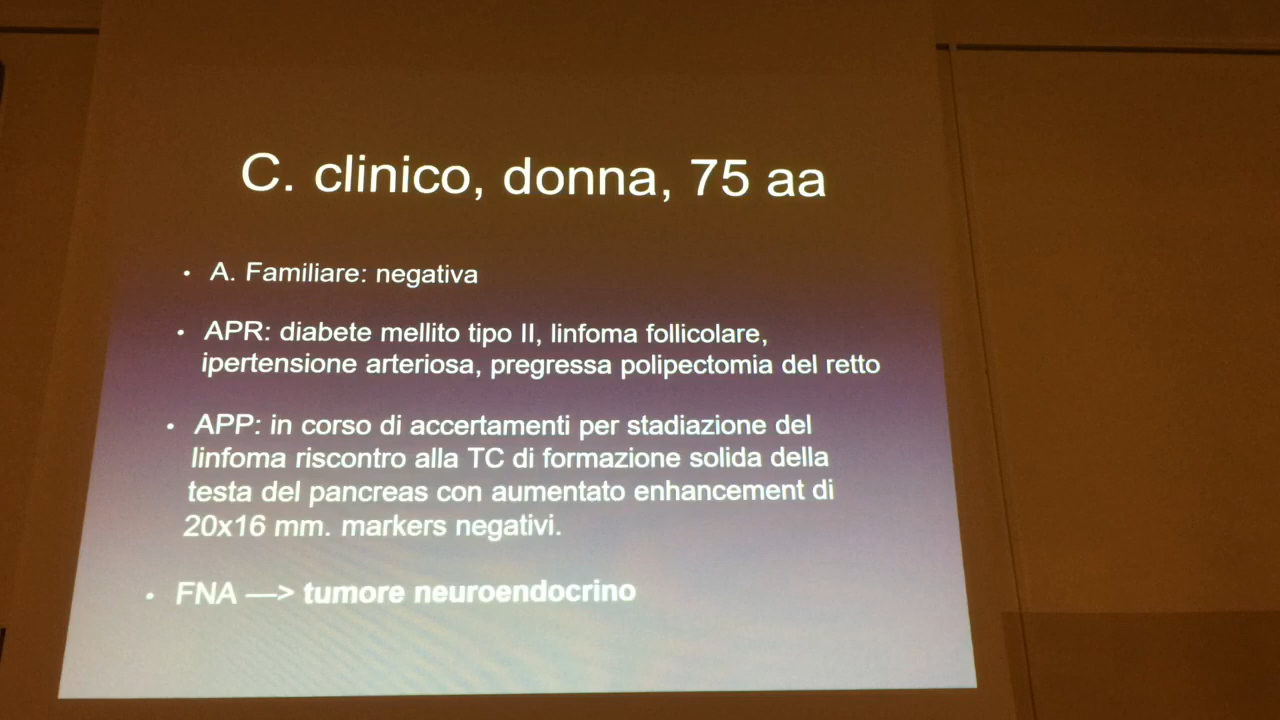 C. clinico, donna, 75 aa
• A. Familiare: negativa
• APR: diabete mellito tipo II, linfoma follicolare,
ipertensione arteriosa, pregressa polipectomia del retto
• APP: in corso di accertamenti per stadiazione del
linfoma riscontro alla TC di formazione solida della
testa del pancreas con aumentato enhancement di
20x16 mm. markers negativi.
• FNA —> tumore neuroendocrino